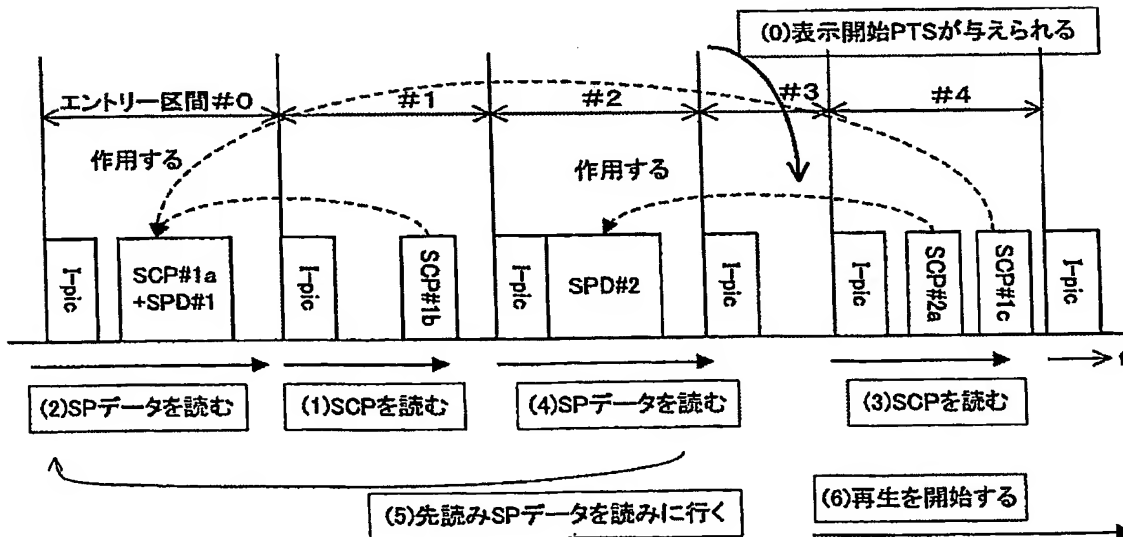 (0)表示開始PTSが与えられる
エントリー区間#0
#1
#2
#3
#4
作用する
作用する
I-pic
SCP#1a
+SPD#1
I-pic
SCP#1b
I-pic
SPD#2
I-pic
I-pic
SCP#2a
SCP#1c
I-pic
t
(2)SPデータを読む
(1)SCPを読む
(4)SPデータを読む
(3)SCPを読む
(5)先読みSPデータを読みに行く
(6)再生を開始する